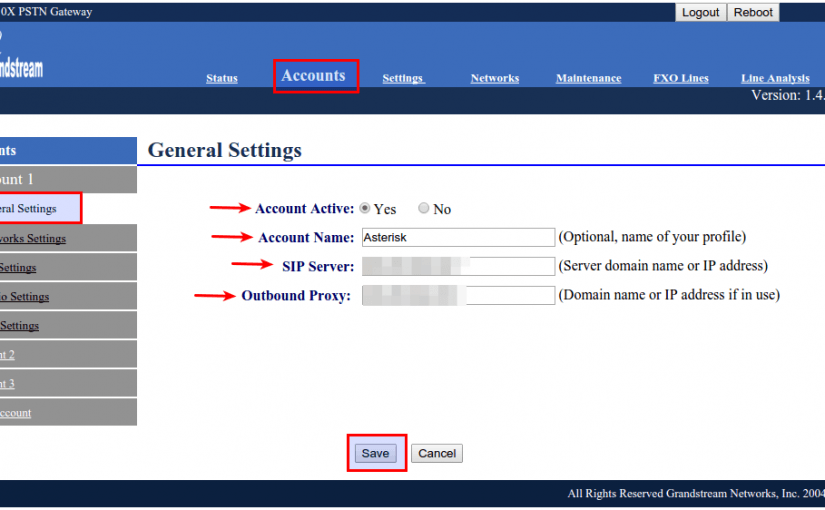 0X PSTN Gateway
Logout Reboot
ndstream
Status Accounts Settings Networks Maintenance FXO Lines Line Analysis
Version: 1.4.
nts
General Settings
ount 1
ral Settings
works Settings
Settings
io Settings
Settings
nt 2
nt 3
ccount
Account Active: Yes No
Account Name: Asterisk (Optional, name of your profile)
SIP Server: (Server domain name or IP address)
Outbound Proxy: (Domain name or IP address if in use)
Save Cancel
All Rights Reserved Grandstream Networks, Inc. 2004